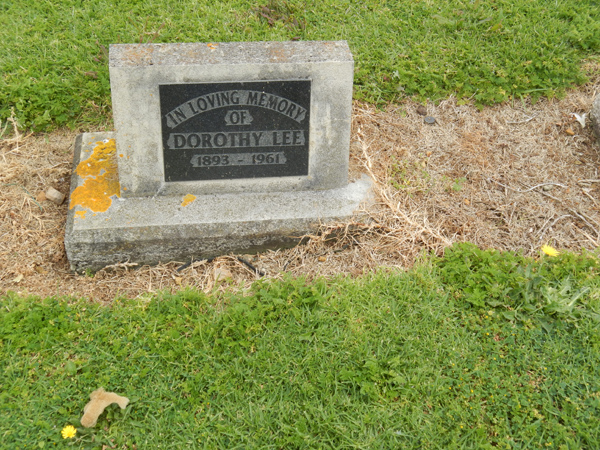 IN LOVING MEMORY
OF
DOROTHY LEE
1893 - 1961